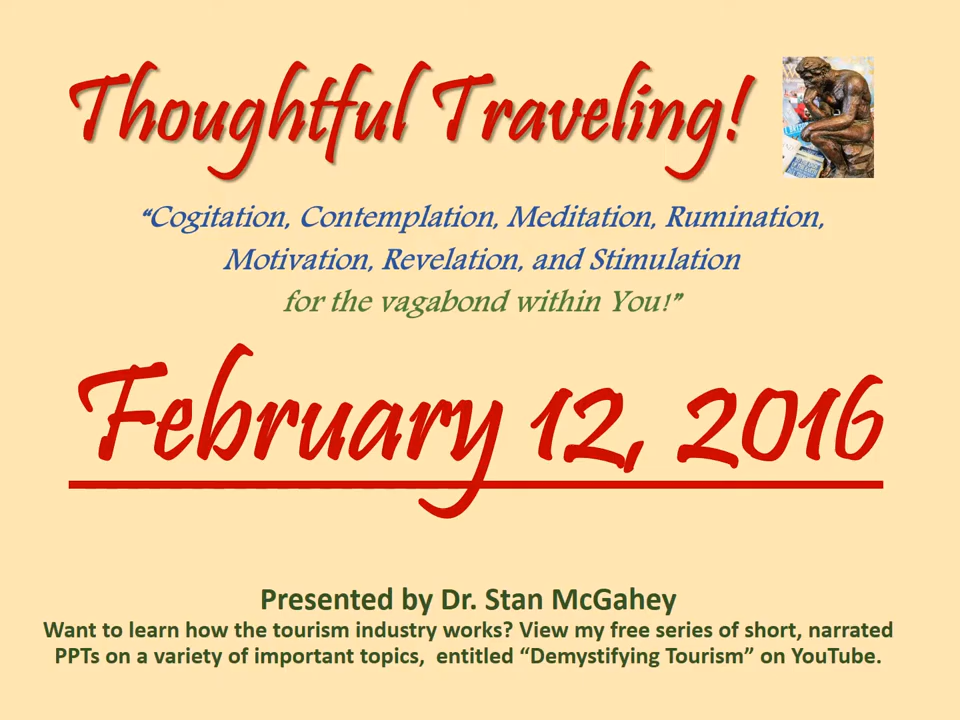 Thoughtful Traveling!
“Cogitation, Contemplation, Meditation, Rumination,
Motivation, Revelation, and Stimulation
for the vagabond within You!”
February 12, 2016
Presented by Dr. Stan McGahey
Want to learn how the tourism industry works? View my free series of short, narrated
PPTs on a variety of important topics,  entitled “Demystifying Tourism” on YouTube.